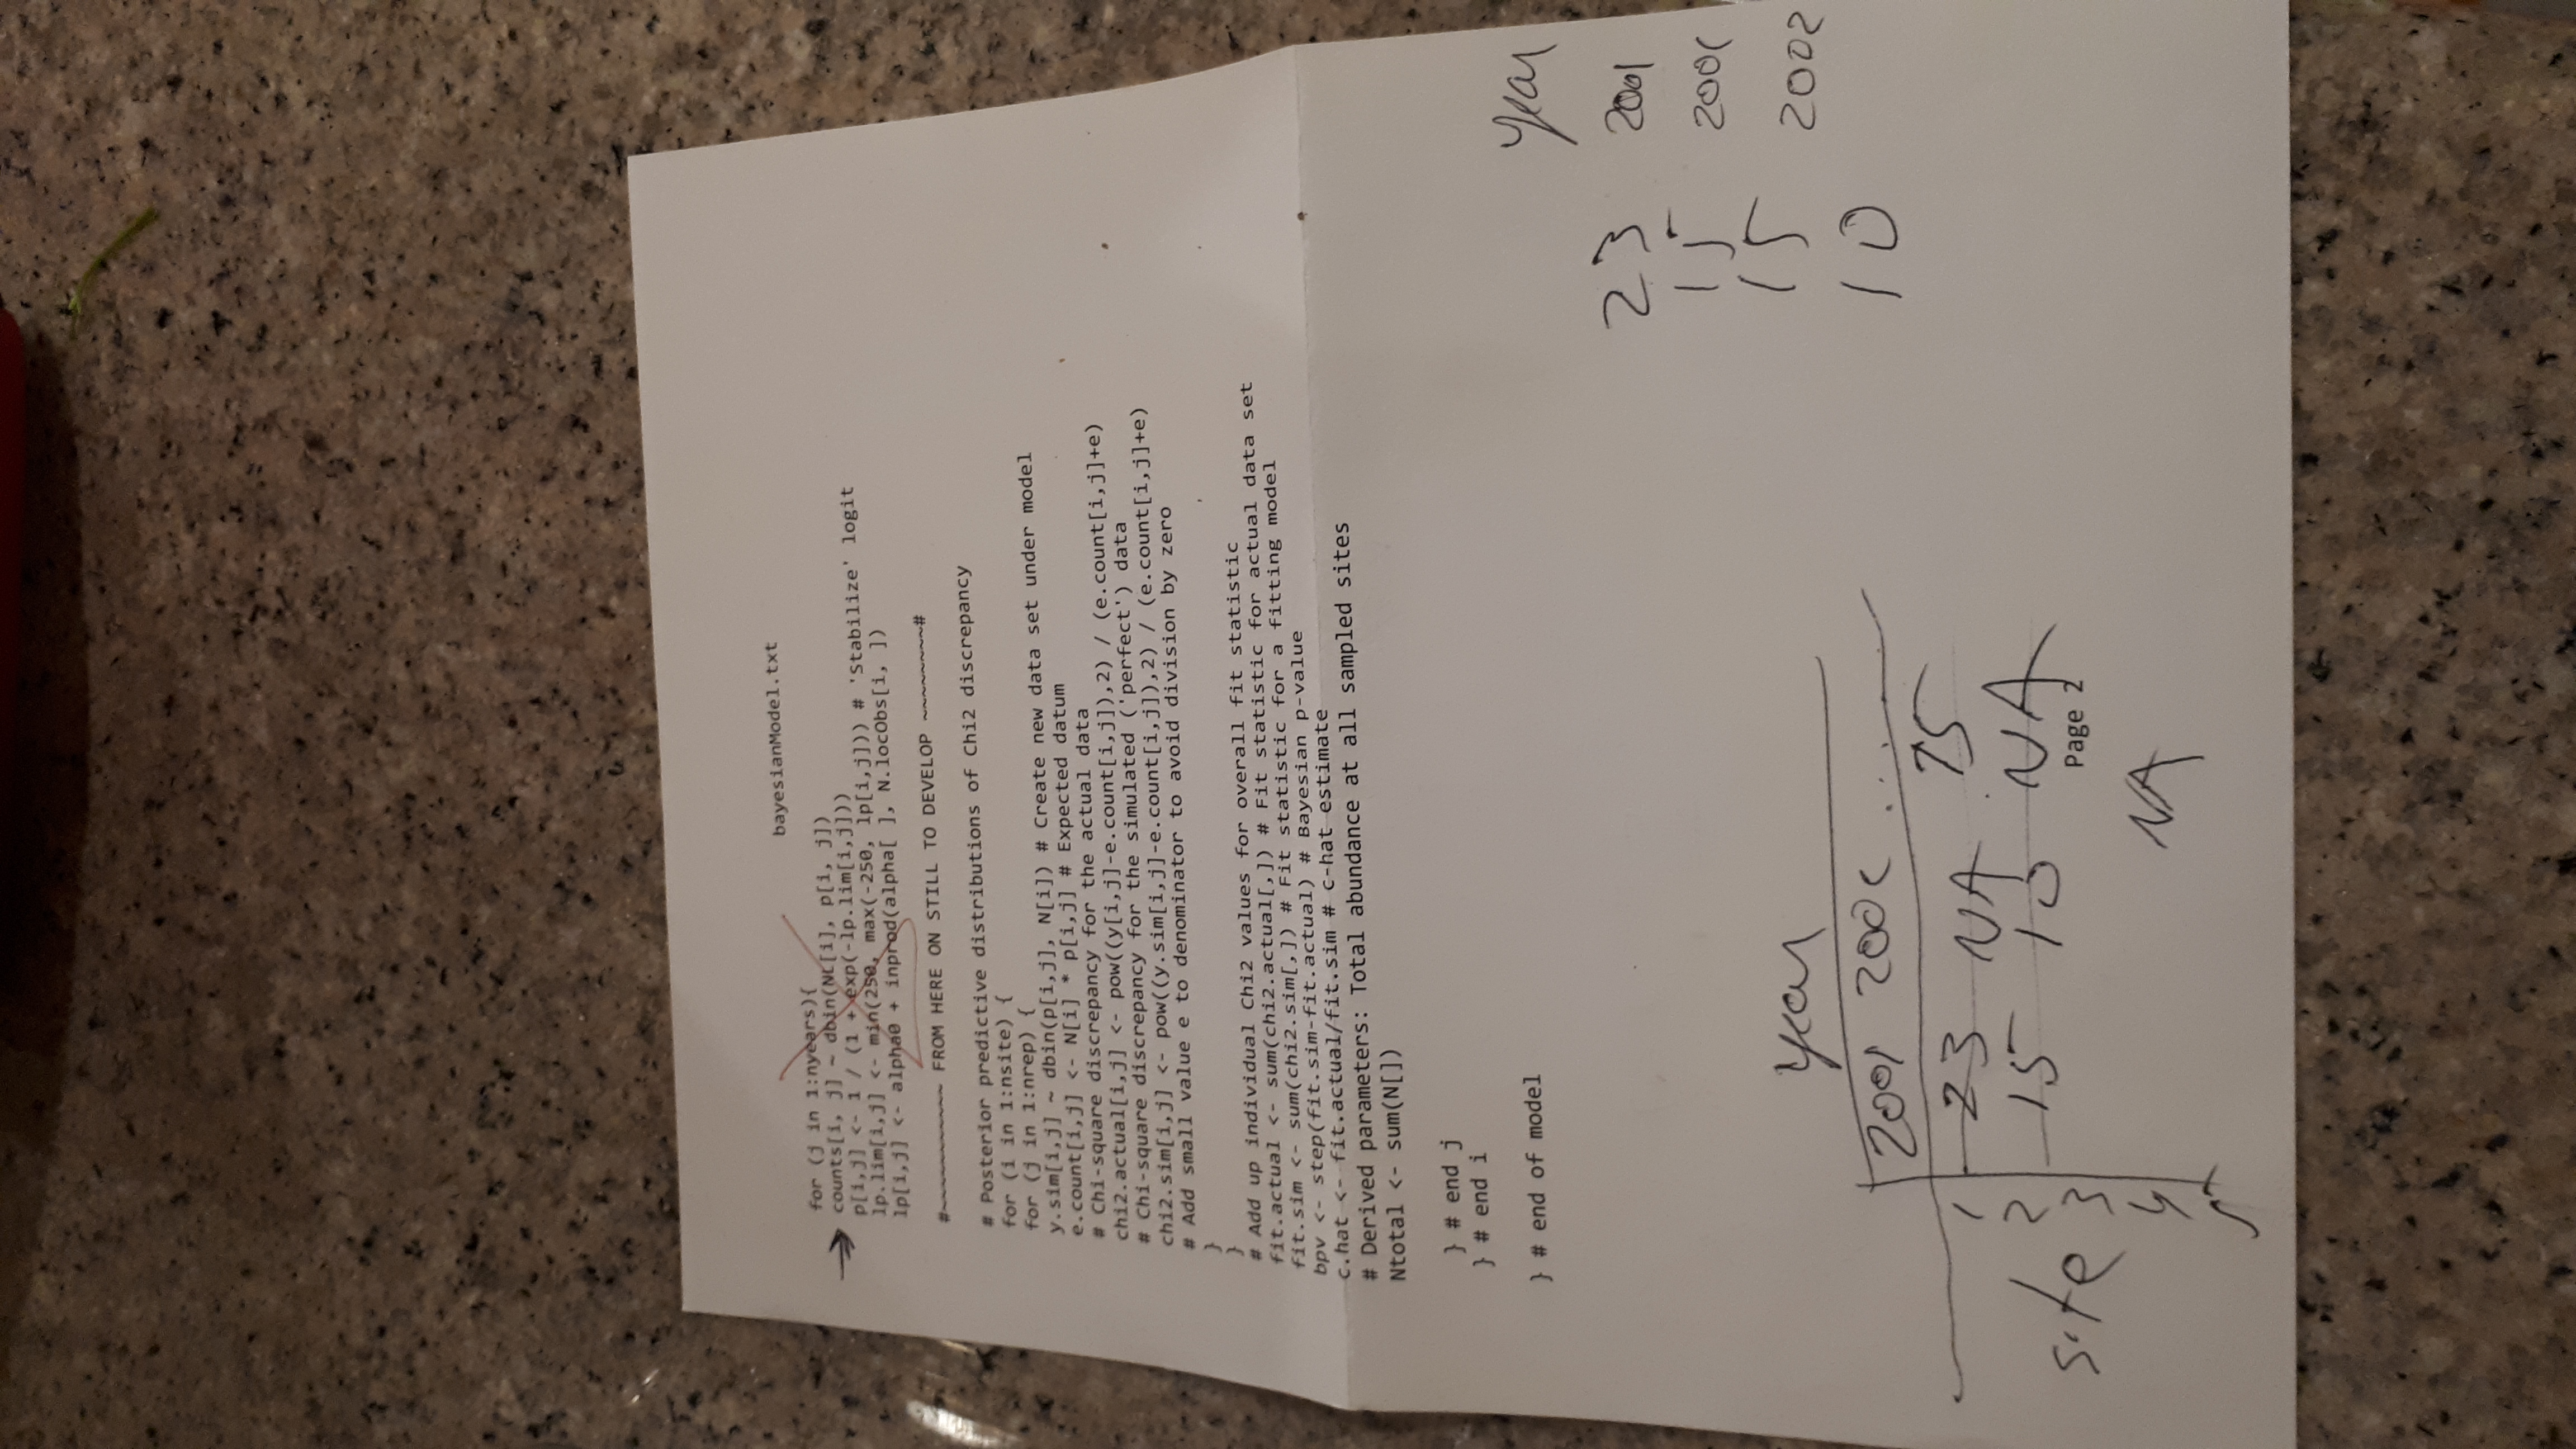 bayesianModel.txt
for (j in 1:nyears){
counts[i, j] ~ dbin(NL[i], p[i, j])
p[i,j] <- 1 / (1 + exp(-lp.lim[i,j]))
lp.lim[i,j] <- min(250, max(-250, lp[i,j])) # 'Stabilize' logit
lp[i,j] <- alpha0 + inprod(alpha[ ], N.locObs[i, ])
#~~~~~~~~~~~ FROM HERE ON STILL TO DEVELOP ~~~~~~~~#
# Posterior predictive distributions of Chi2 discrepancy
for (i in 1:nsite) {
for (j in 1:nrep) {
y.sim[i,j] ~ dbin(p[i,j], N[i]) # Create new data set under model
e.count[i,j] <- N[i] * p[i,j] # Expected datum
# Chi-square discrepancy for the actual data
chi2.actual[i,j] <- pow((y[i,j]-e.count[i,j]),2) / (e.count[i,j]+e)
# Chi-square discrepancy for the simulated ('perfect') data
chi2.sim[i,j] <- pow((y.sim[i,j]-e.count[i,j]),2) / (e.count[i,j]+e)
# Add small value e to denominator to avoid division by zero
}
}
# Add up individual Chi2 values for overall fit statistic
fit.actual <- sum(chi2.actual[,]) # Fit statistic for actual data set
fit.sim <- sum(chi2.sim[,]) # Fit statistic for a fitting model
bpv <- step(fit.sim-fit.actual) # Bayesian p-value
c.hat <- fit.actual/fit.sim # c-hat estimate
# Derived parameters: Total abundance at all sampled sites
Ntotal <- sum(N[])
} # end j
} # end i
} # end of model
year
23 2001
15 2001
15 2002
10
year
2001 2002 ......
1 23 NA 15
2 15 10 NA
site 3
4 NA
5
Page 2